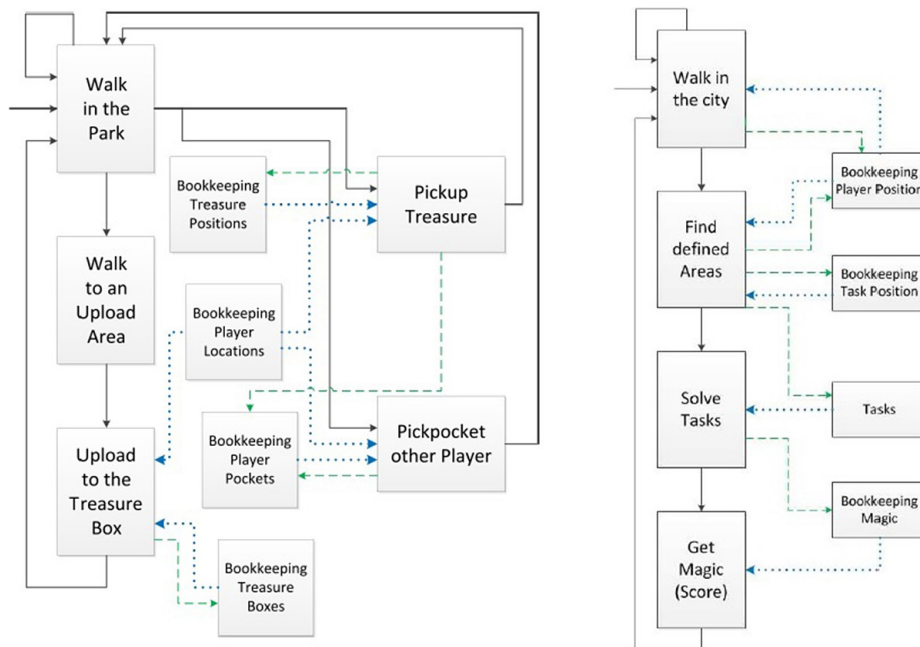 Walk
in the
Park
Bookkeeping
Treasure
Positions
Pickup
Treasure
Walk
to an
Upload
Area
Bookkeeping
Player
Locations
Bookkeeping
Player
Pockets
Pickpocket
other Player
Upload
to the
Treasure
Box
Bookkeeping
Treasure
Boxes
Walk in
the city
Bookkeeping
Player Position
Find
defined
Areas
Bookkeeping
Task Position
Solve
Tasks
Tasks
Bookkeeping
Magic
Get
Magic
(Score)